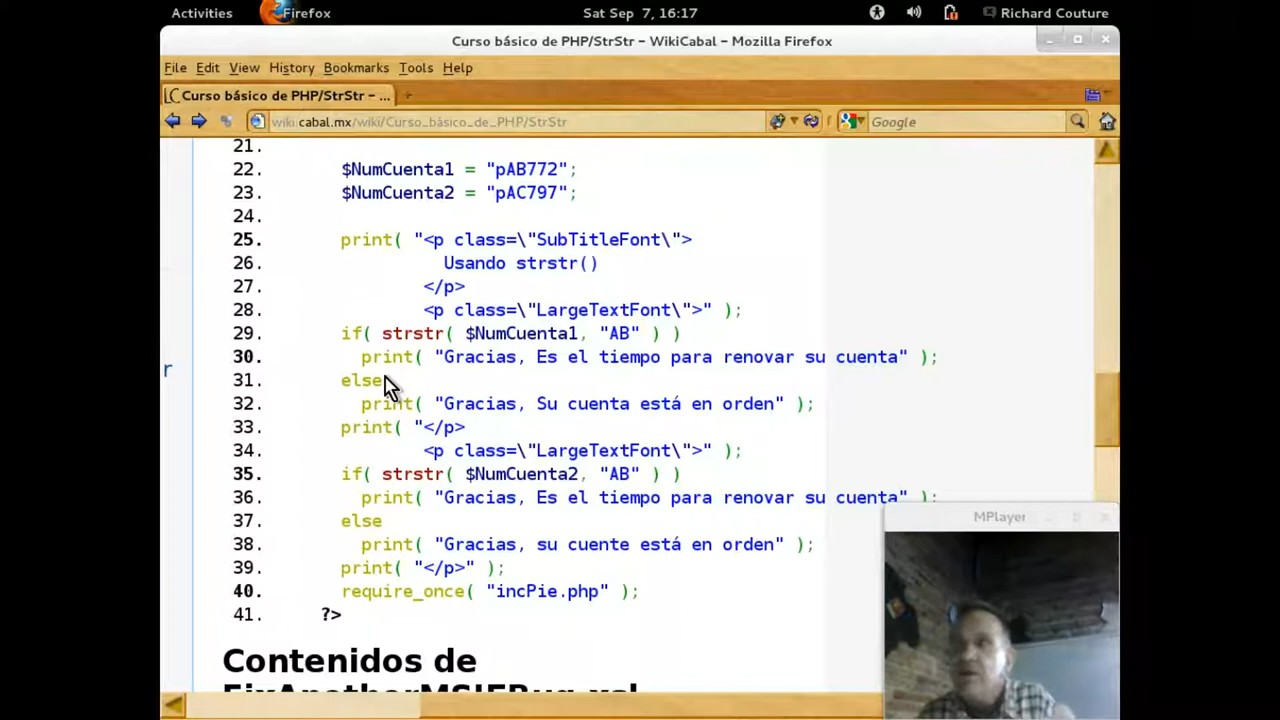 Activities Firefox Sat Sep 7, 16:17 Richard Couture
Curso básico de PHP/StrStr – WikiCabal – Mozilla Firefox
File Edit View History Bookmarks Tools Help
Curso básico de PHP/StrStr – ...
wiki.cabal.mx/wiki/Curso_básico_de_PHP/StrStr Google
21.
22. $NumCuenta1 = "pAB772";
23. $NumCuenta2 = "pAC797";
24.
25. print( "<p class=\"SubTitleFont\">
26. Usando strstr()
27. </p>
28. <p class=\"LargeTextFont\">" );
29. if( strstr( $NumCuenta1, "AB" ) )
30. print( "Gracias, Es el tiempo para renovar su cuenta" );
r
31. else
32. print( "Gracias, Su cuenta está en orden" );
33. print( "</p>
34. <p class=\"LargeTextFont\">" );
35. if( strstr( $NumCuenta2, "AB" ) )
36. print( "Gracias, Es el tiempo para renovar su cuenta" );
37. else
38. print( "Gracias, su cuente está en orden" );
39. print( "</p>" );
40. require_once( "incPie.php" );
41. ?>
MPlayer
Contenidos de
FixAnotherMSIEBug.xsl